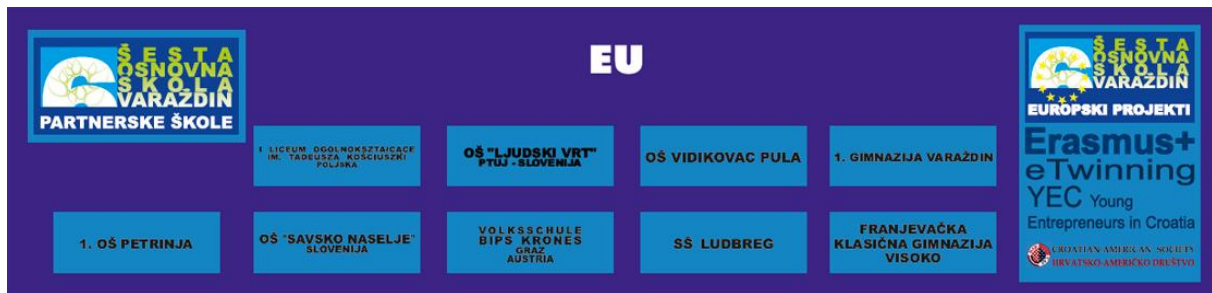 ŠESTA
OSNOVNA
ŠKOLA
VARAŽDIN
PARTNERSKE ŠKOLE
EU
I LICEUM OGOLNOKSZTAICACE
IM. TADEUSZA KOSCIUSZKI
POLJSKA
OŠ "LJUDSKI VRT"
PTUJ - SLOVENIJA
OŠ VIDIKOVAC PULA
1. GIMNAZIJA VARAŽDIN
1. OŠ PETRINJA
OŠ "SAVSKO NASELJE"
SLOVENIJA
VOLKSSCHULE
BIPS KRONES
GRAZ
AUSTRIA
SŠ LUDBREG
FRANJEVAČKA
KLASIČNA GIMNAZIJA
VISOKO
ŠESTA
OSNOVNA
ŠKOLA
VARAŽDIN
EUROPSKI PROJEKTI
Erasmus+
eTwinning
YEC Young
Entrepreneurs in Croatia
CROATIAN-AMERICAN SOCIETY
HRVATSKO-AMERIČKO DRUŠTVO